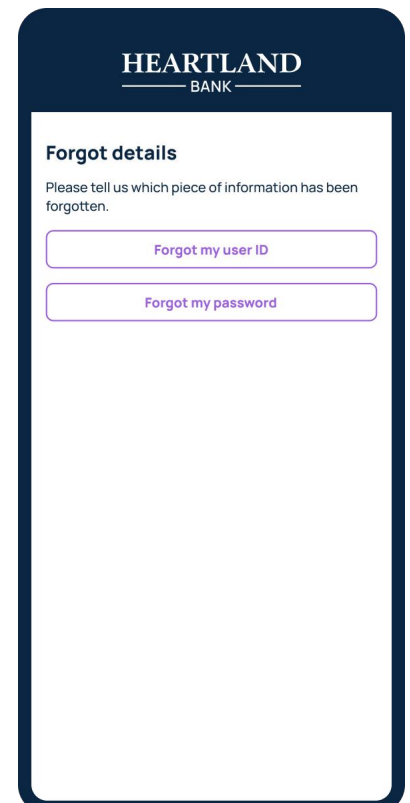 HEARTLAND
BANK
Forgot details
Please tell us which piece of information has been
forgotten.
Forgot my user ID
Forgot my password